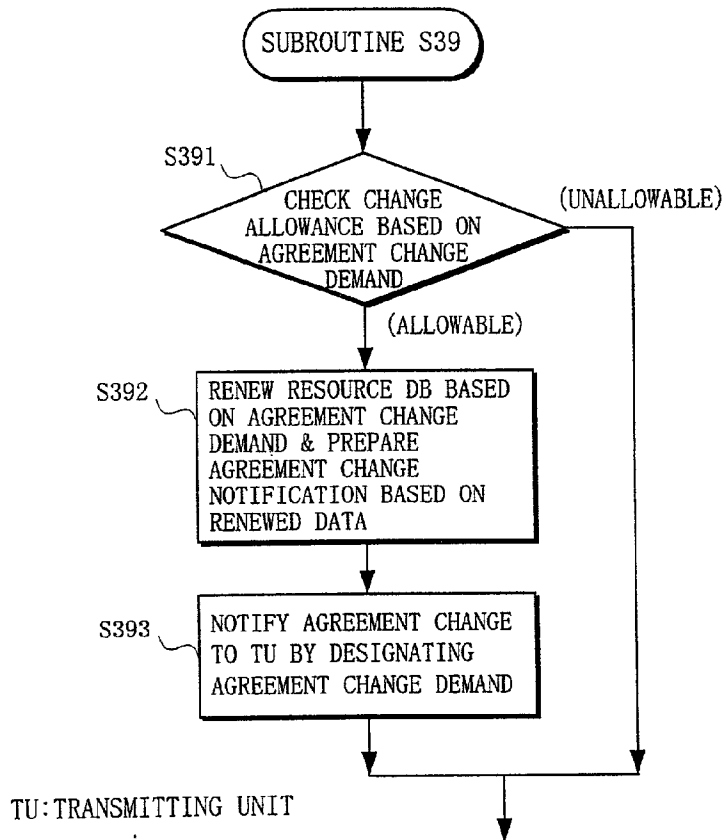 SUBROUTINE S39
S391
CHECK CHANGE
ALLOWANCE BASED ON
AGREEMENT CHANGE
DEMAND
(UNALLOWABLE)
(ALLOWABLE)
S392
RENEW RESOURCE DB BASED
ON AGREEMENT CHANGE
DEMAND & PREPARE
AGREEMENT CHANGE
NOTIFICATION BASED ON
RENEWED DATA
S393
NOTIFY AGREEMENT CHANGE
TO TU BY DESIGNATING
AGREEMENT CHANGE DEMAND
TU:TRANSMITTING UNIT